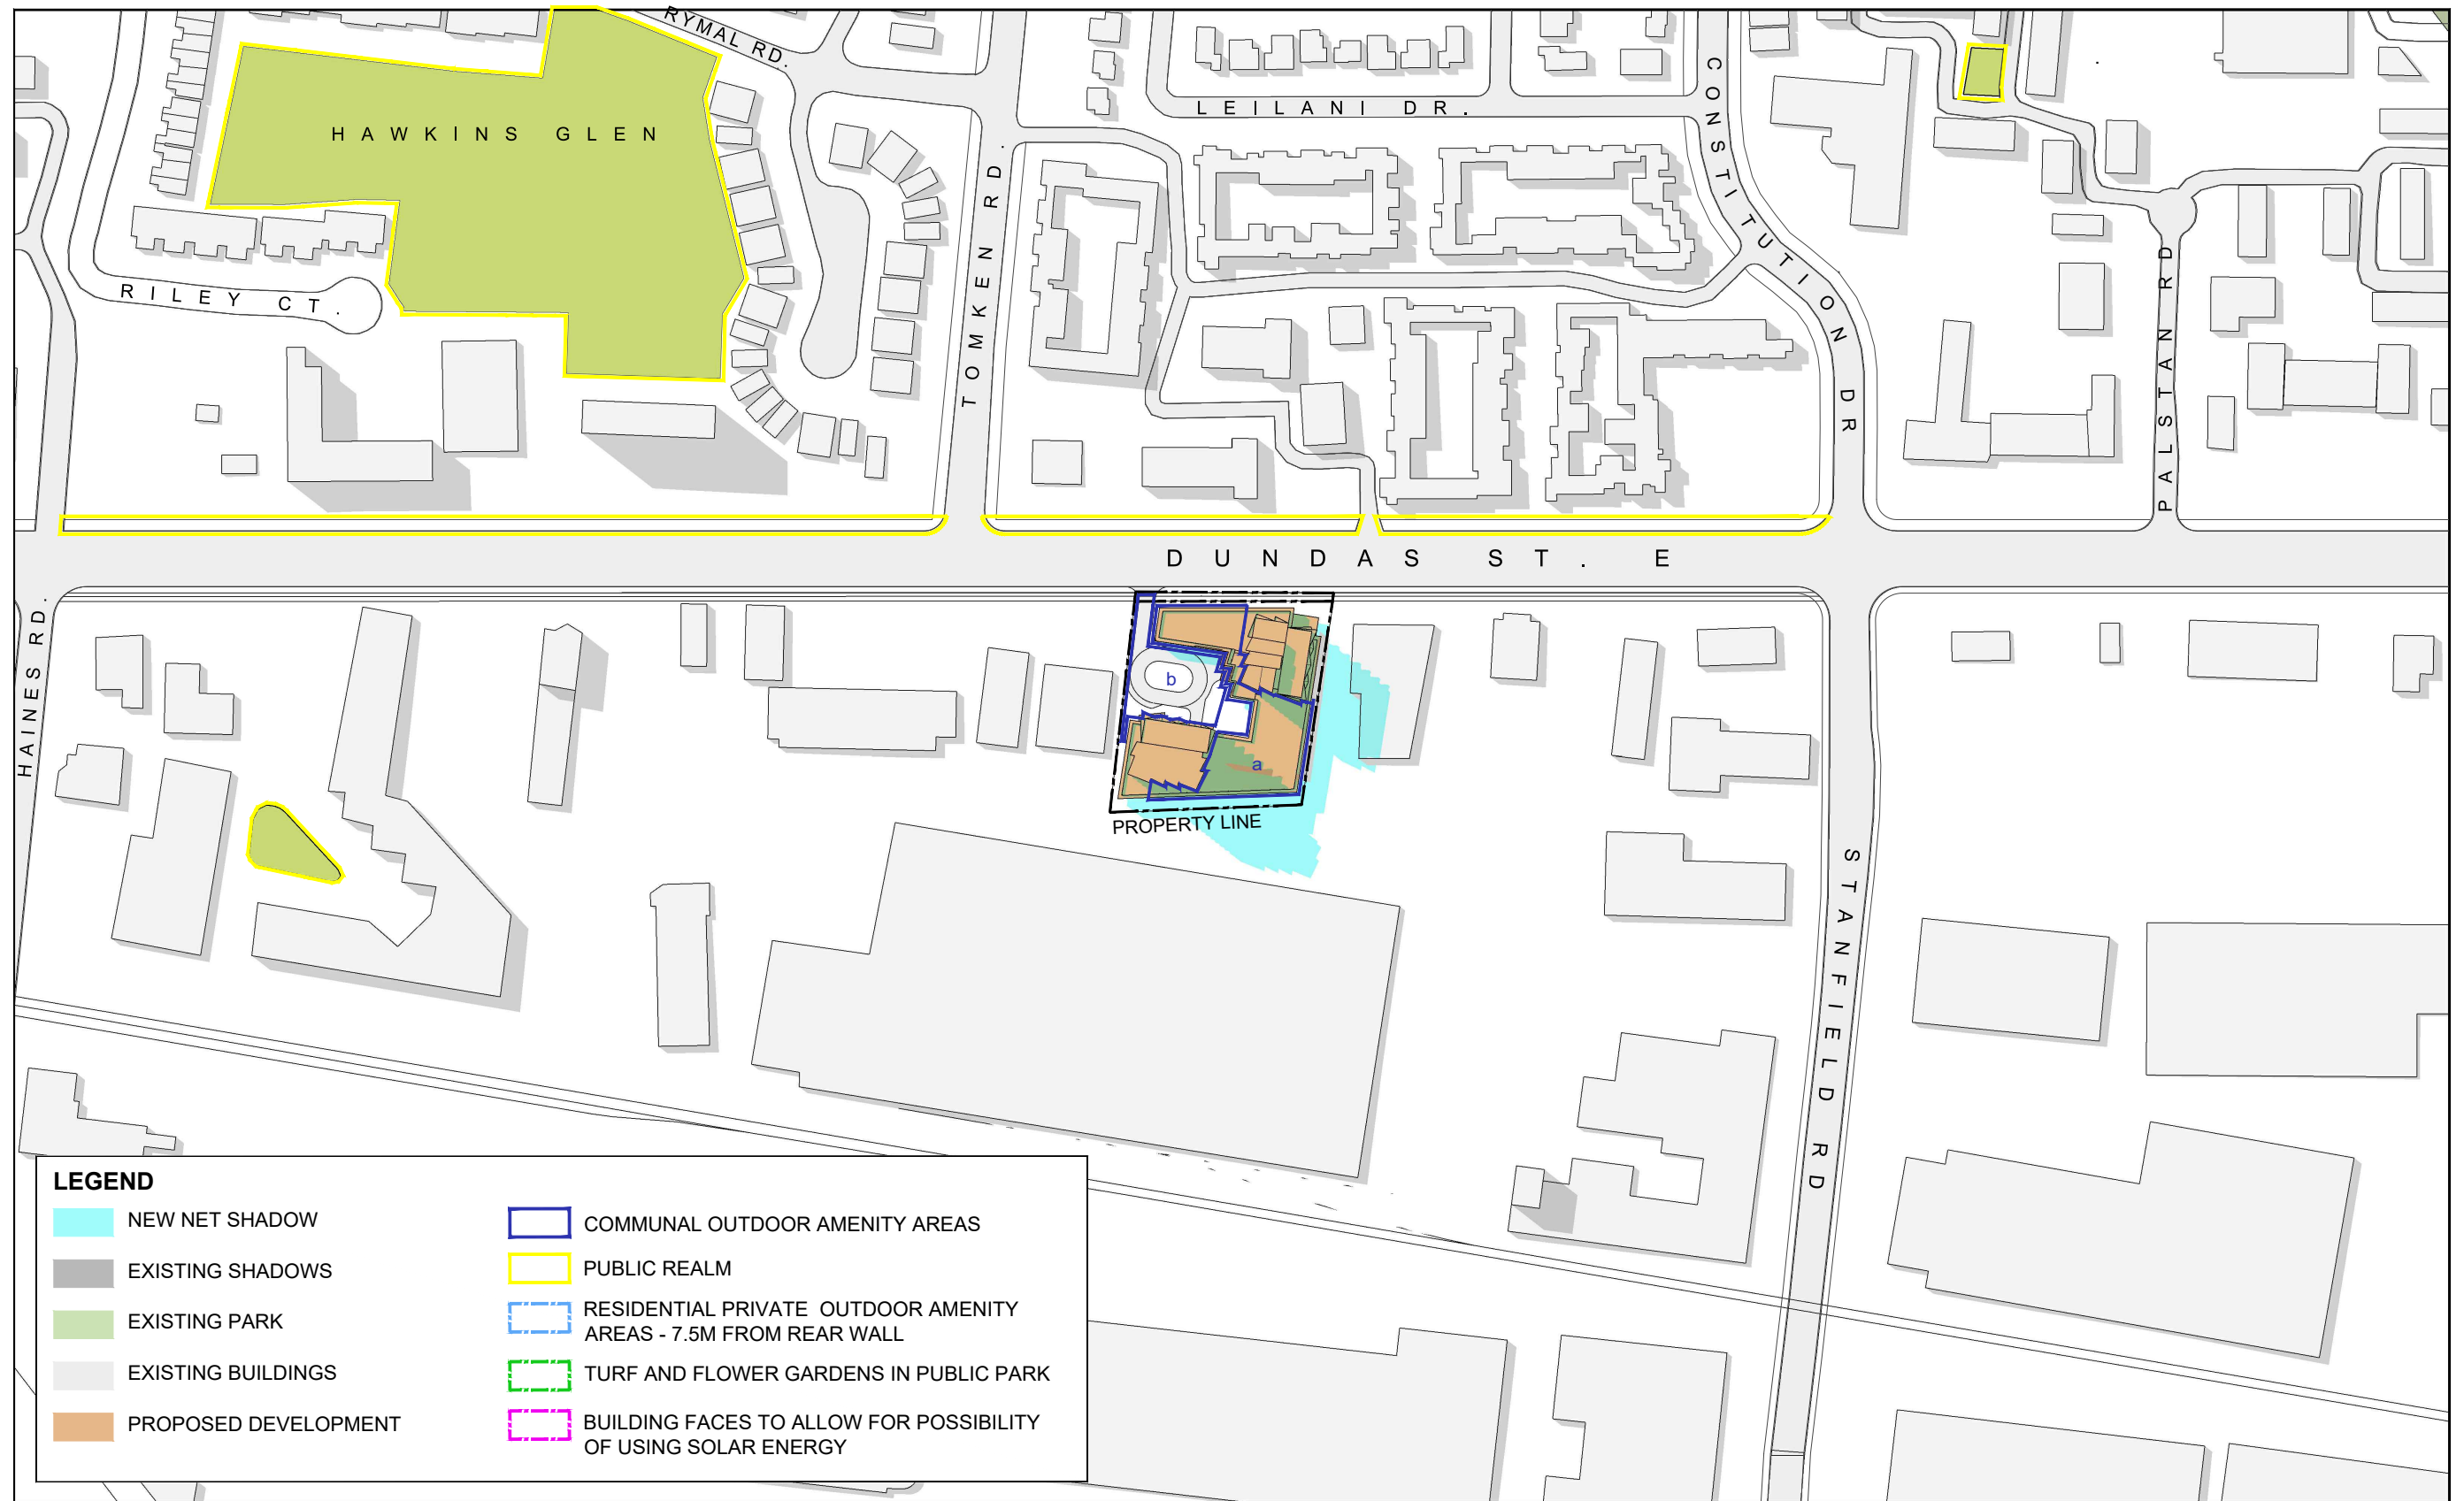 RYMAL RD.
HAWKINS GLEN
LEILANI DR.
CONSTITUTION DR
TOMKEN RD.
RILEY CT.
PALSTAN RD
DUNDAS ST. E
HAINES RD.
b
a
PROPERTY LINE
STANFIELD RD
LEGEND
NEW NET SHADOW
EXISTING SHADOWS
EXISTING PARK
EXISTING BUILDINGS
PROPOSED DEVELOPMENT
COMMUNAL OUTDOOR AMENITY AREAS
PUBLIC REALM
RESIDENTIAL PRIVATE OUTDOOR AMENITY
AREAS - 7.5M FROM REAR WALL
TURF AND FLOWER GARDENS IN PUBLIC PARK
BUILDING FACES TO ALLOW FOR POSSIBILITY
OF USING SOLAR ENERGY